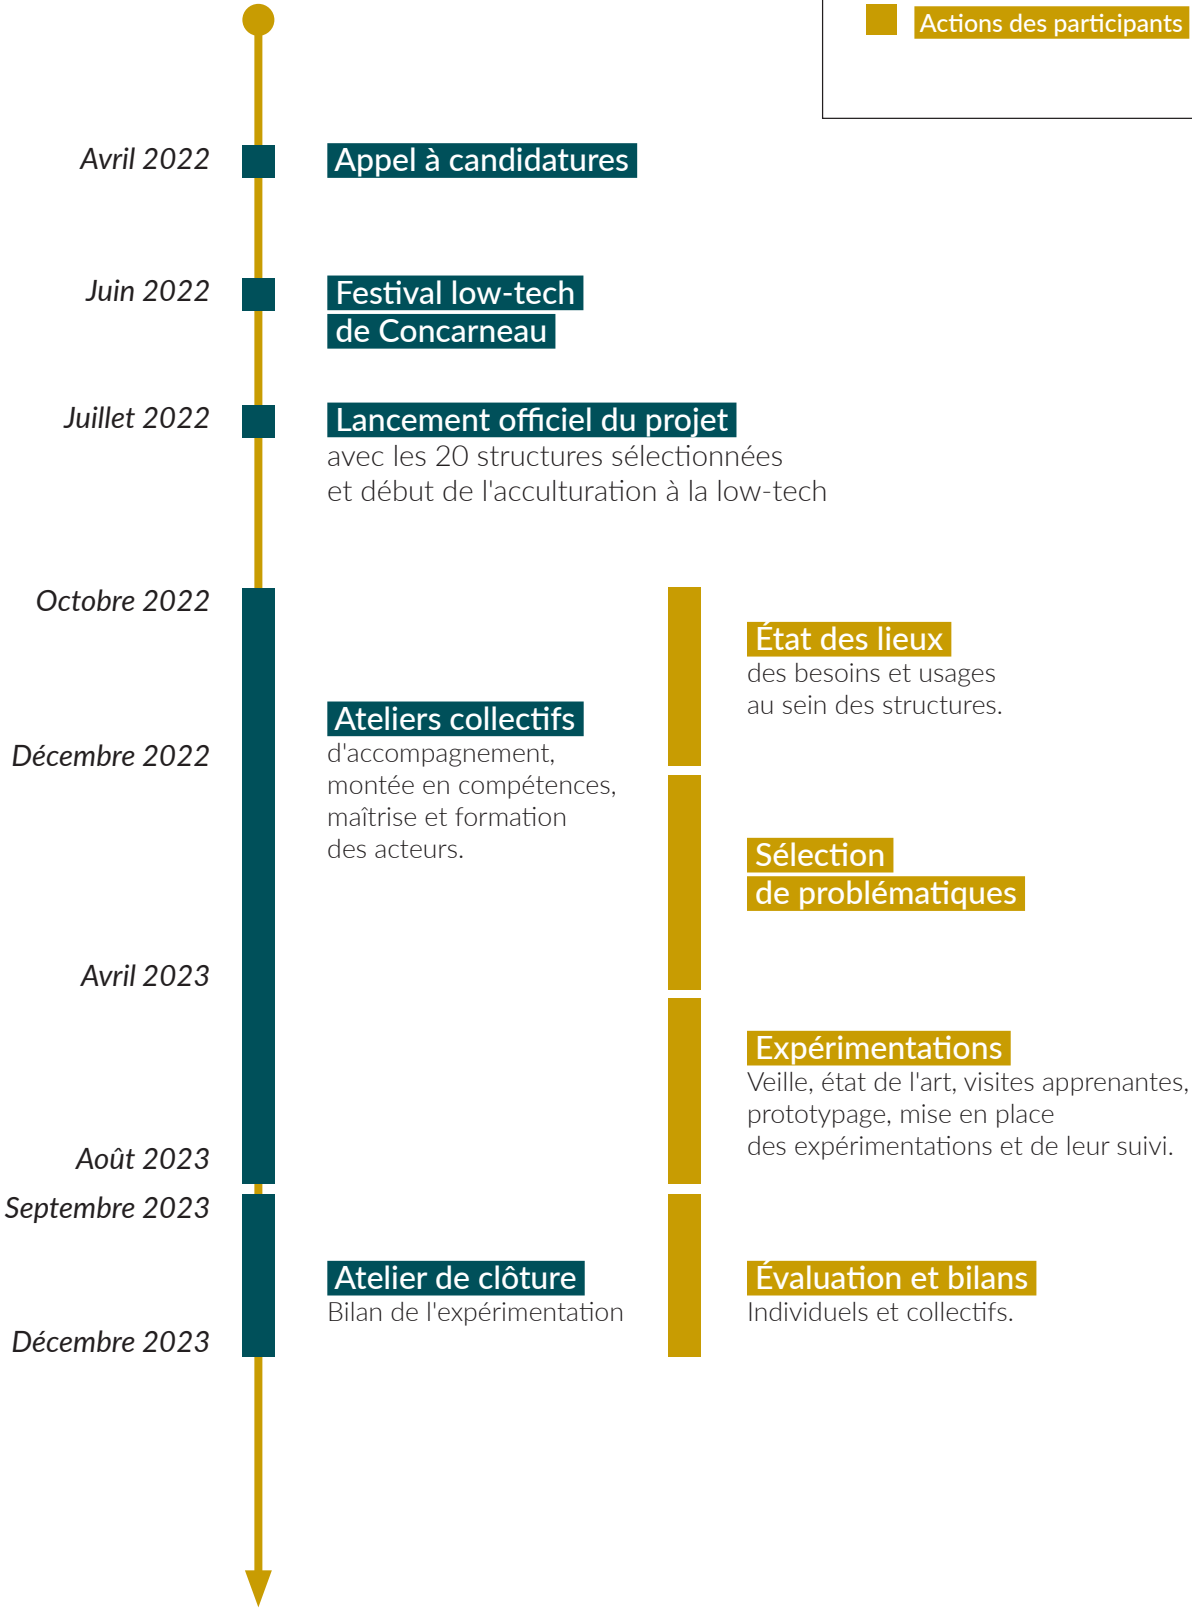 Actions des participants
Avril 2022
Appel à candidatures
Juin 2022
Festival low-tech
de Concarneau
Juillet 2022
Lancement officiel du projet
avec les 20 structures sélectionnées
et début de l'acculturation à la low-tech
Octobre 2022
État des lieux
des besoins et usages
au sein des structures.
Ateliers collectifs
d'accompagnement,
montée en compétences,
maîtrise et formation
des acteurs.
Décembre 2022
Sélection
de problématiques
Avril 2023
Expérimentations
Veille, état de l'art, visites apprenantes,
prototypage, mise en place
des expérimentations et de leur suivi.
Août 2023
Septembre 2023
Atelier de clôture
Bilan de l'expérimentation
Évaluation et bilans
Individuels et collectifs.
Décembre 2023